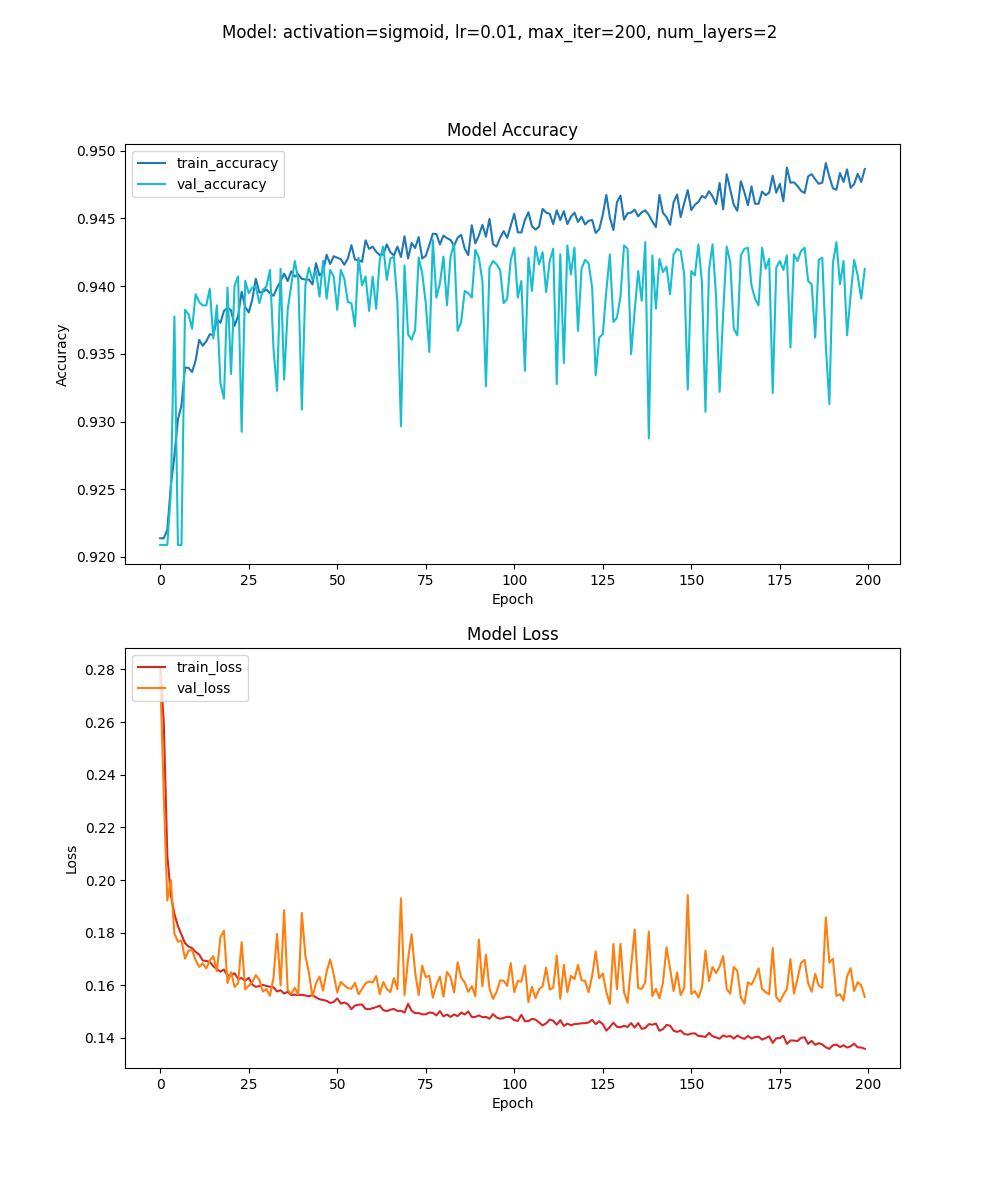 Model: activation=sigmoid, lr=0.01, max_iter=200, num_layers=2
Model Accuracy
train_accuracy
val_accuracy
0.950
0.945
0.940
0.935
0.930
0.925
0.920
Accuracy
0 25 50 75 100 125 150 175 200
Epoch
Model Loss
train_loss
val_loss
0.28
0.26
0.24
0.22
0.20
0.18
0.16
0.14
Loss
0 25 50 75 100 125 150 175 200
Epoch